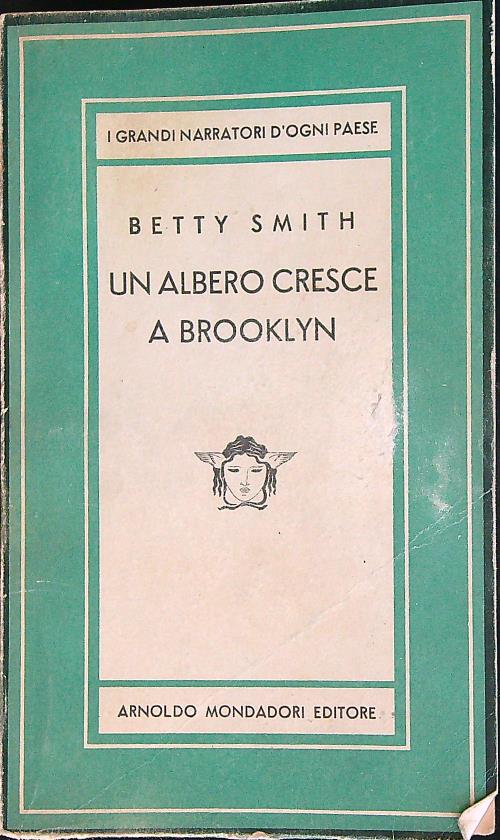 I GRANDI NARRATORI D'OGNI PAESE
BETTY SMITH
UN ALBERO CRESCE
A BROOKLYN
ARNOLDO MONDADORI EDITORE